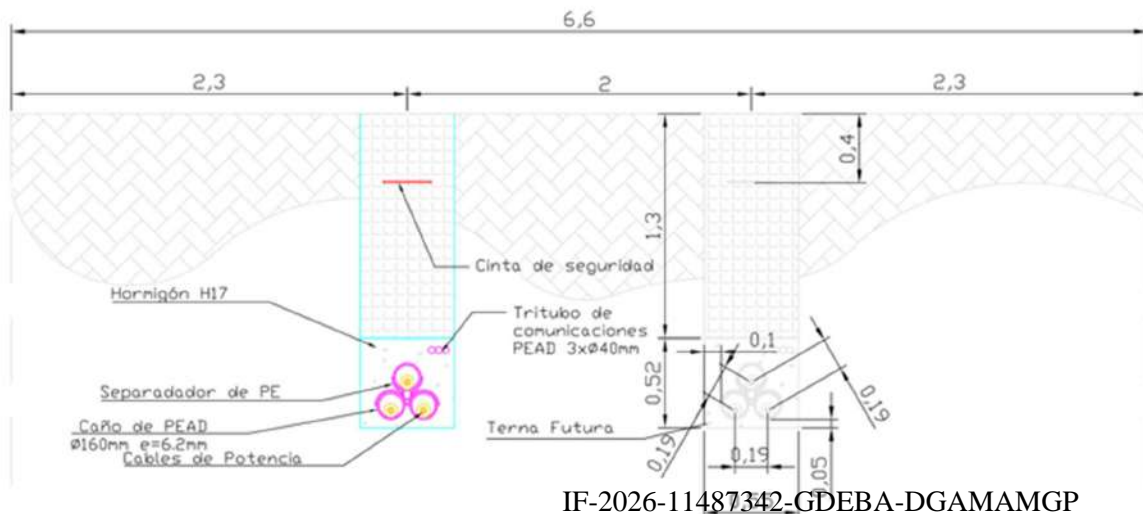 6,6
2,3
2
2,3
0,4
1,3
Cinta de seguridad
Hormigón H17
Tritubo de
comunicaciones
PEAD 3xØ40mm
0,1
0,52
0,19
Separadador de PE
Caño de PEAD
Ø160mm e=6.2mm
Cables de Potencia
Terna Futura
0,19
0,19
0,05
IF-2026-11487342-GDEBA-DGAMAMGP